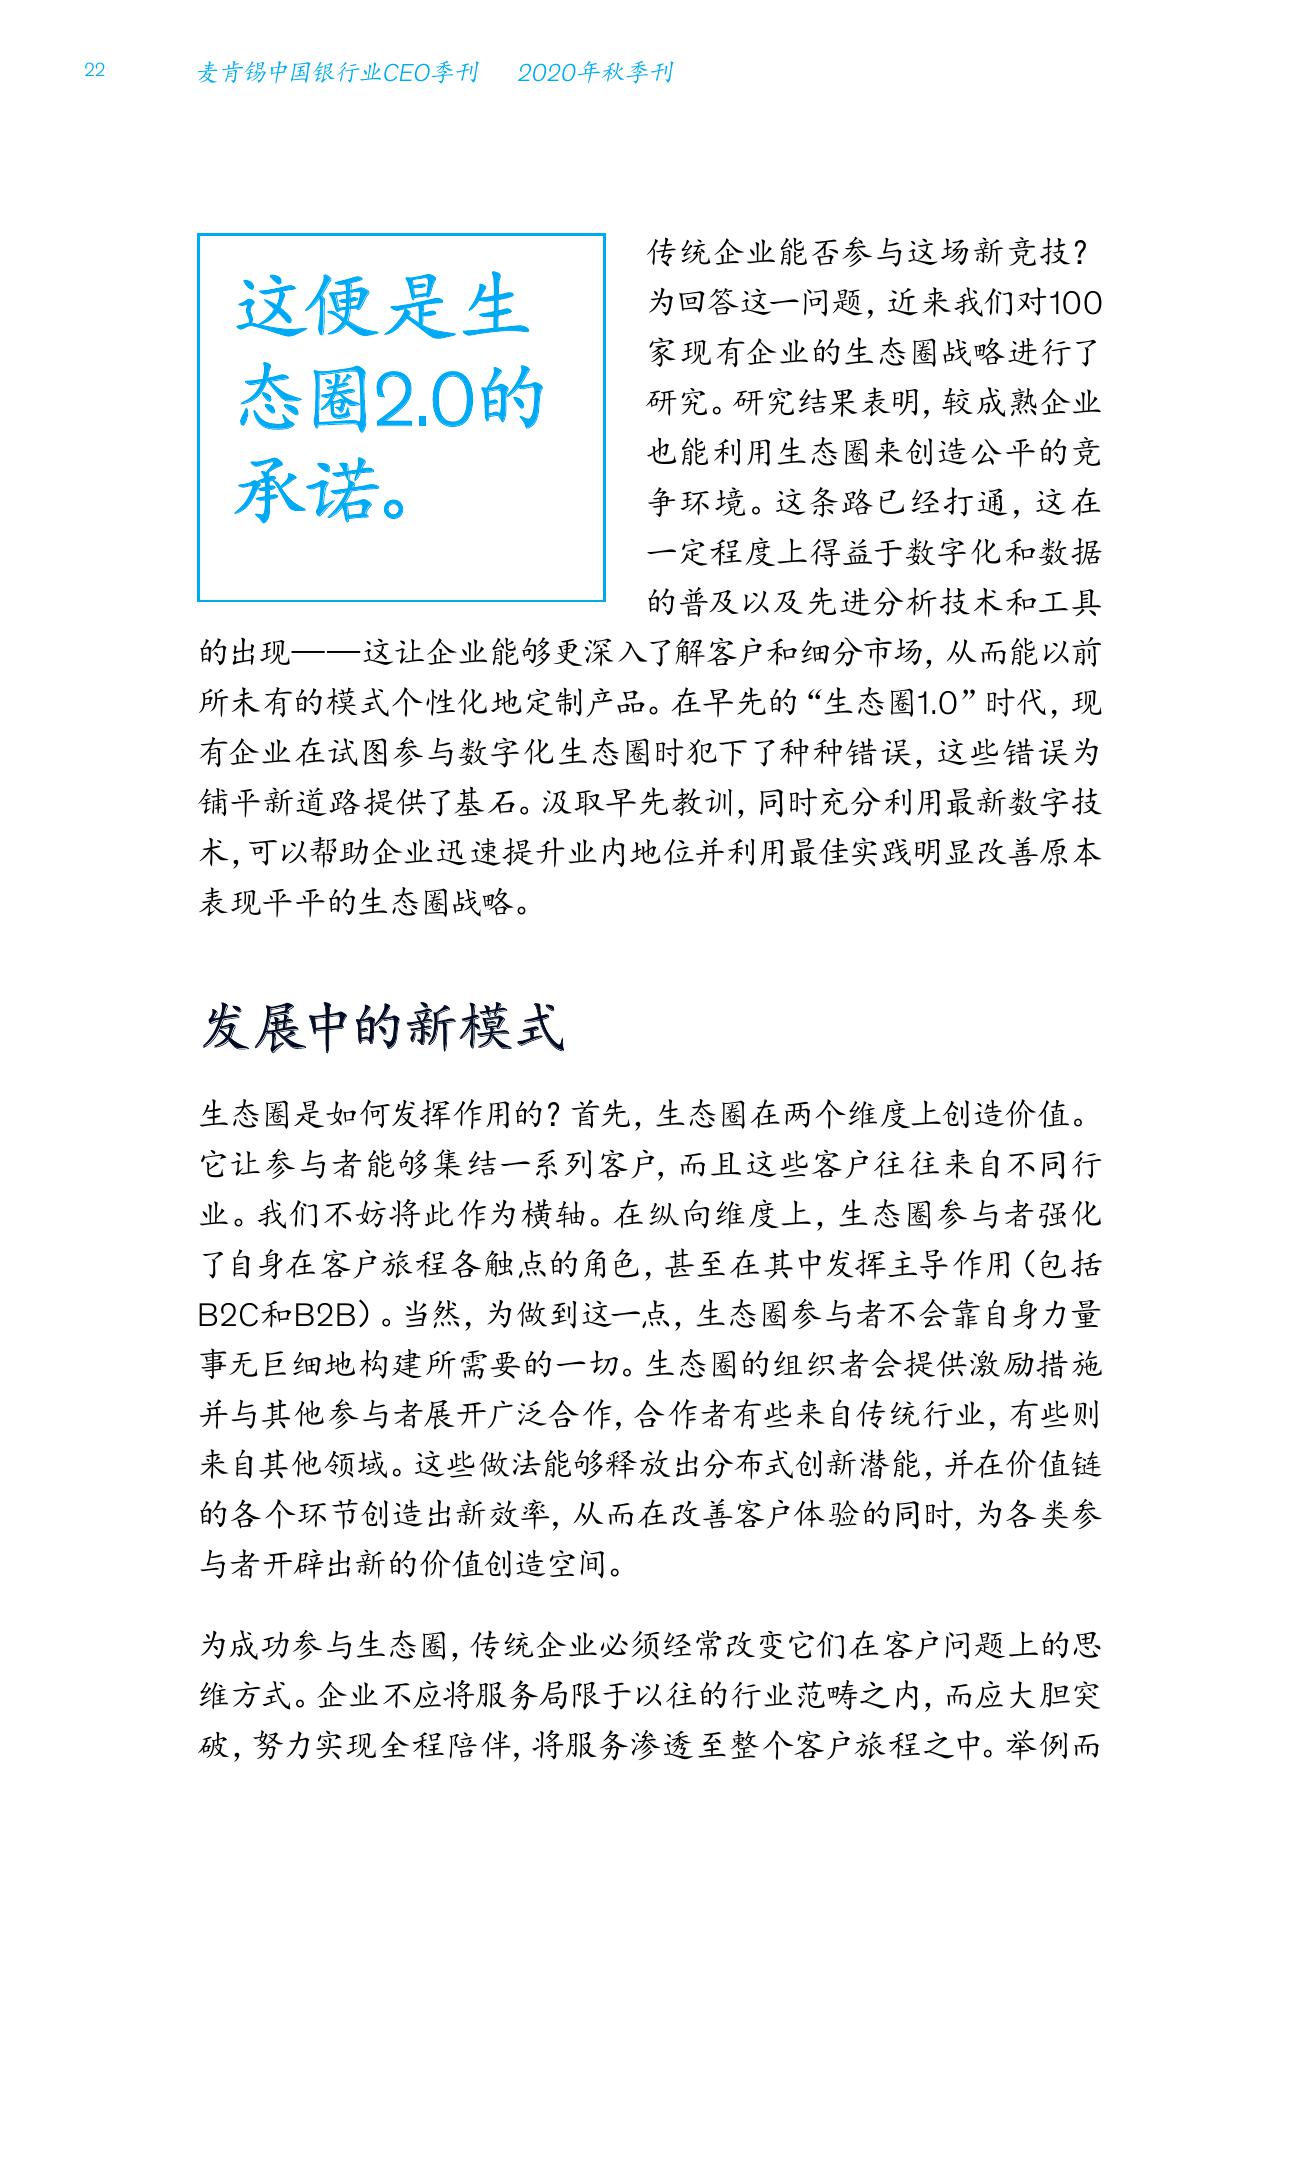 22
麦肯锡中国银行业CEO季刊 2020年秋季刊
这便是生
态圈2.0的
承诺。
传统企业能否参与这场新竞技？
为回答这一问题，近来我们对100
家现有企业的生态圈战略进行了
研究。研究结果表明，较成熟企业
也能利用生态圈来创造公平的竞
争环境。这条路已经打通，这在
一定程度上得益于数字化和数据
的普及以及先进分析技术和工具
的出现——这让企业能够更深入了解客户和细分市场，从而能以前
所未有的模式个性化地定制产品。在早先的“生态圈1.0”时代，现
有企业在试图参与数字化生态圈时犯下了种种错误，这些错误为
铺平新道路提供了基石。汲取早先教训，同时充分利用最新数字技
术，可以帮助企业迅速提升业内地位并利用最佳实践明显改善原本
表现平平的生态圈战略。
发展中的新模式
生态圈是如何发挥作用的？首先，生态圈在两个维度上创造价值。
它让参与者能够集结一系列客户，而且这些客户往往来自不同行
业。我们不妨将此作为横轴。在纵向维度上，生态圈参与者强化
了自身在客户旅程各触点的角色，甚至在其中发挥主导作用（包括
B2C和B2B）。当然，为做到这一点，生态圈参与者不会靠自身力量
事无巨细地构建所需要的一切。生态圈的组织者会提供激励措施
并与其他参与者展开广泛合作，合作者有些来自传统行业，有些则
来自其他领域。这些做法能够释放出分布式创新潜能，并在价值链
的各个环节创造出新效率，从而在改善客户体验的同时，为各类参
与者开辟出新的价值创造空间。
为成功参与生态圈，传统企业必须经常改变它们在客户问题上的思
维方式。企业不应将服务局限于以往的行业范畴之内，而应大胆突
破，努力实现全程陪伴，将服务渗透至整个客户旅程之中。举例而